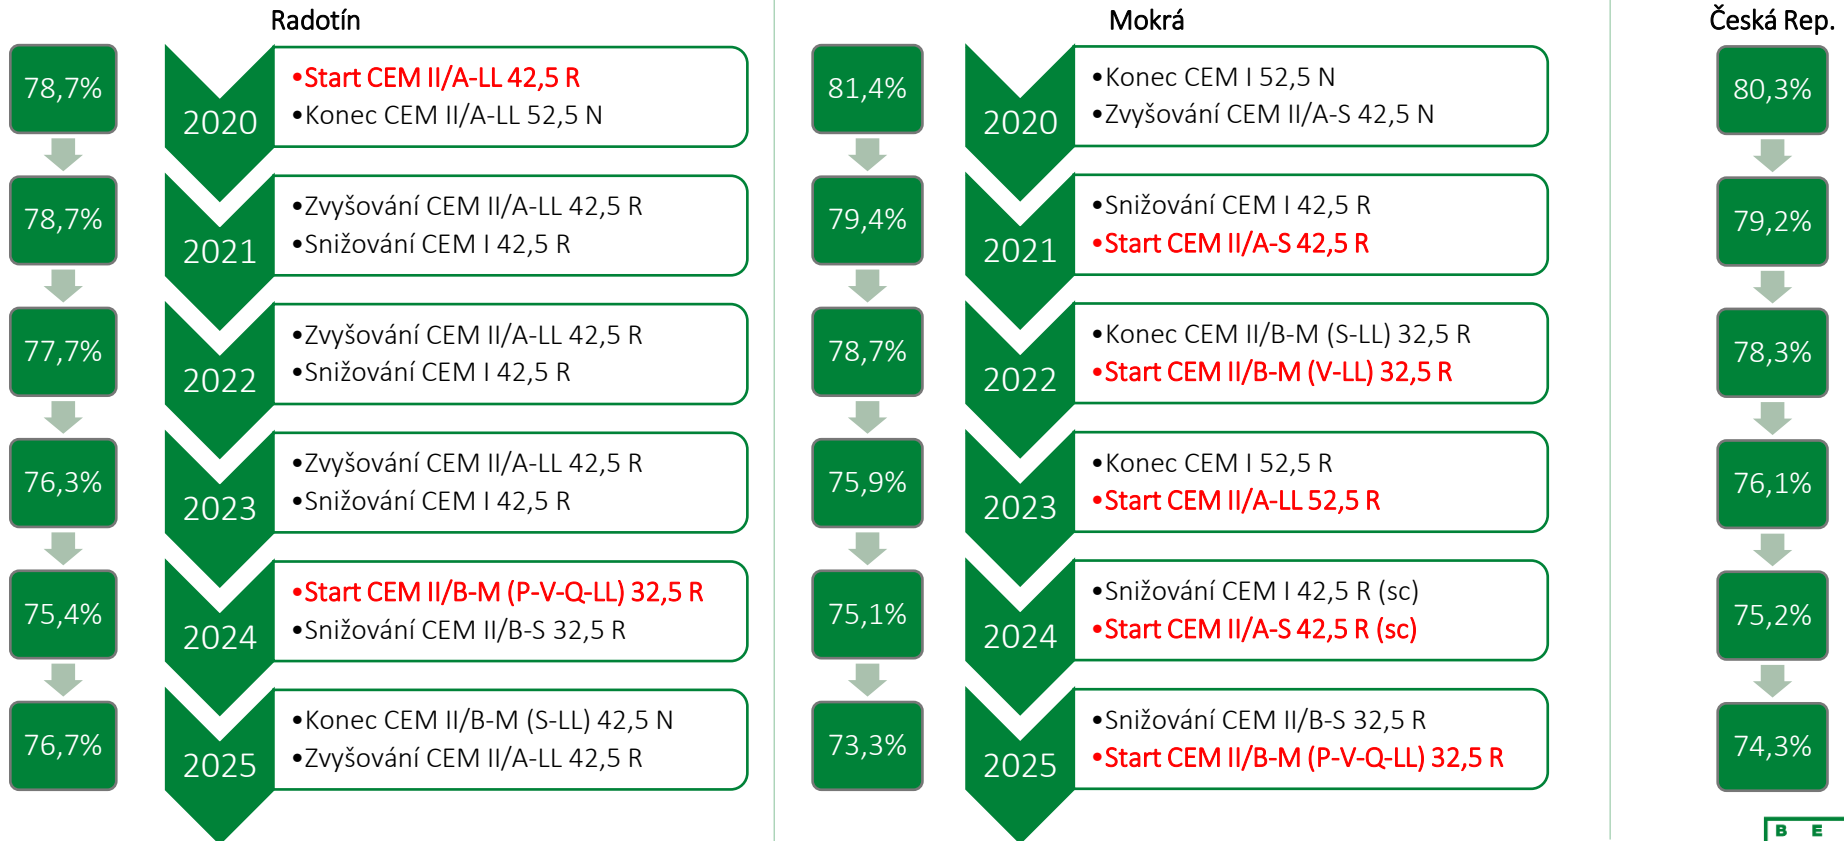 Radotín
78,7%
2020
•Start CEM II/A-LL 42,5 R
•Konec CEM II/A-LL 52,5 N
78,7%
2021
•Zvyšování CEM II/A-LL 42,5 R
•Snižování CEM I 42,5 R
77,7%
2022
•Zvyšování CEM II/A-LL 42,5 R
•Snižování CEM I 42,5 R
76,3%
2023
•Zvyšování CEM II/A-LL 42,5 R
•Snižování CEM I 42,5 R
75,4%
2024
•Start CEM II/B-M (P-V-Q-LL) 32,5 R
•Snižování CEM II/B-S 32,5 R
76,7%
2025
•Konec CEM II/B-M (S-LL) 42,5 N
•Zvyšování CEM II/A-LL 42,5 R
Mokrá
81,4%
2020
•Konec CEM I 52,5 N
•Zvyšování CEM II/A-S 42,5 N
79,4%
2021
•Snižování CEM I 42,5 R
•Start CEM II/A-S 42,5 R
78,7%
2022
•Konec CEM II/B-M (S-LL) 32,5 R
•Start CEM II/B-M (V-LL) 32,5 R
75,9%
2023
•Konec CEM I 52,5 R
•Start CEM II/A-LL 52,5 R
75,1%
2024
•Snižování CEM I 42,5 R (sc)
•Start CEM II/A-S 42,5 R (sc)
73,3%
2025
•Snižování CEM II/B-S 32,5 R
•Start CEM II/B-M (P-V-Q-LL) 32,5 R
Česká Rep.
80,3%
79,2%
78,3%
76,1%
75,2%
74,3%
B E